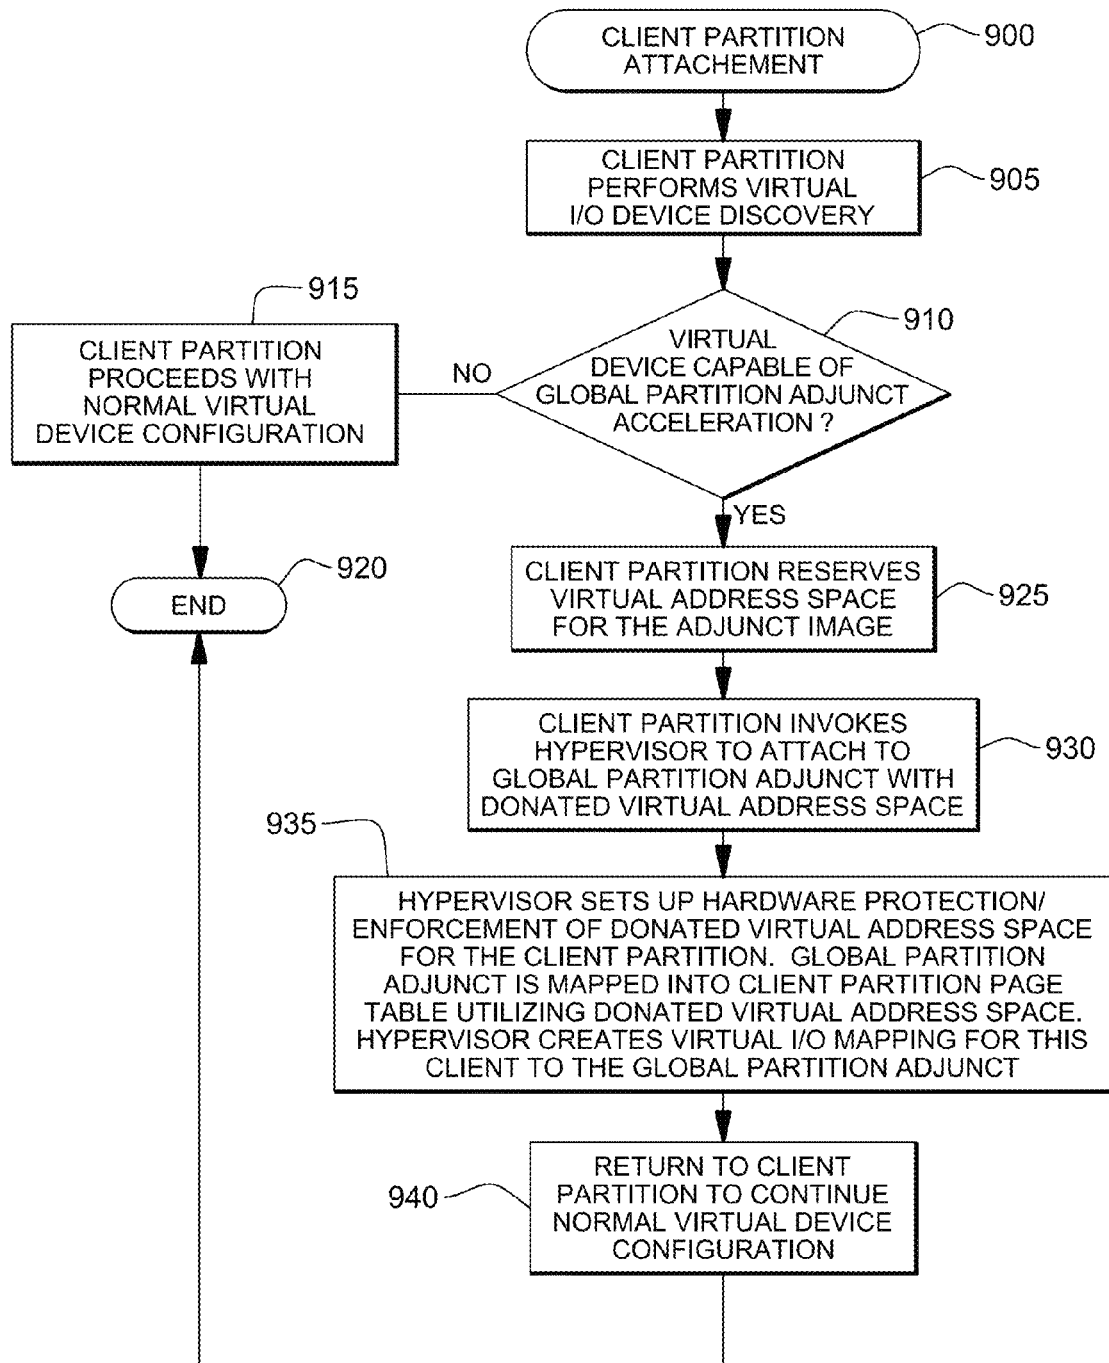 CLIENT PARTITION
ATTACHEMENT
900
CLIENT PARTITION
PERFORMS VIRTUAL
I/O DEVICE DISCOVERY
905
VIRTUAL
DEVICE CAPABLE OF
GLOBAL PARTITION ADJUNCT
ACCELERATION ?
910
NO
915
CLIENT PARTITION
PROCEEDS WITH
NORMAL VIRTUAL
DEVICE CONFIGURATION
END
920
YES
CLIENT PARTITION RESERVES
VIRTUAL ADDRESS SPACE
FOR THE ADJUNCT IMAGE
925
CLIENT PARTITION INVOKES
HYPERVISOR TO ATTACH TO
GLOBAL PARTITION ADJUNCT WITH
DONATED VIRTUAL ADDRESS SPACE
930
935
HYPERVISOR SETS UP HARDWARE PROTECTION/
ENFORCEMENT OF DONATED VIRTUAL ADDRESS SPACE
FOR THE CLIENT PARTITION. GLOBAL PARTITION
ADJUNCT IS MAPPED INTO CLIENT PARTITION PAGE
TABLE UTILIZING DONATED VIRTUAL ADDRESS SPACE.
HYPERVISOR CREATES VIRTUAL I/O MAPPING FOR THIS
CLIENT TO THE GLOBAL PARTITION ADJUNCT
940
RETURN TO CLIENT
PARTITION TO CONTINUE
NORMAL VIRTUAL DEVICE
CONFIGURATION